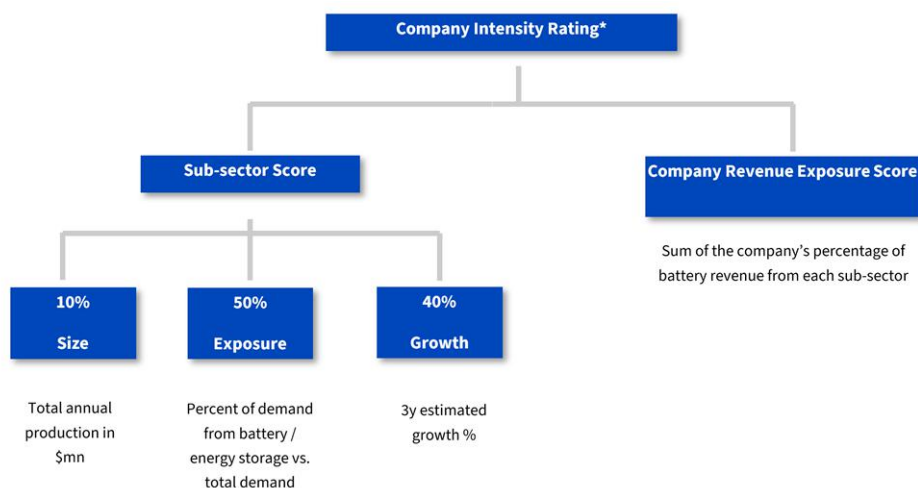 Company Intensity Rating*
Sub-sector Score
Company Revenue Exposure Score
Sum of the company’s percentage of
battery revenue from each sub-sector
10%
Size
50%
Exposure
40%
Growth
Total annual
production in
$mn
Percent of demand
from battery /
energy storage vs.
total demand
3y estimated
growth %